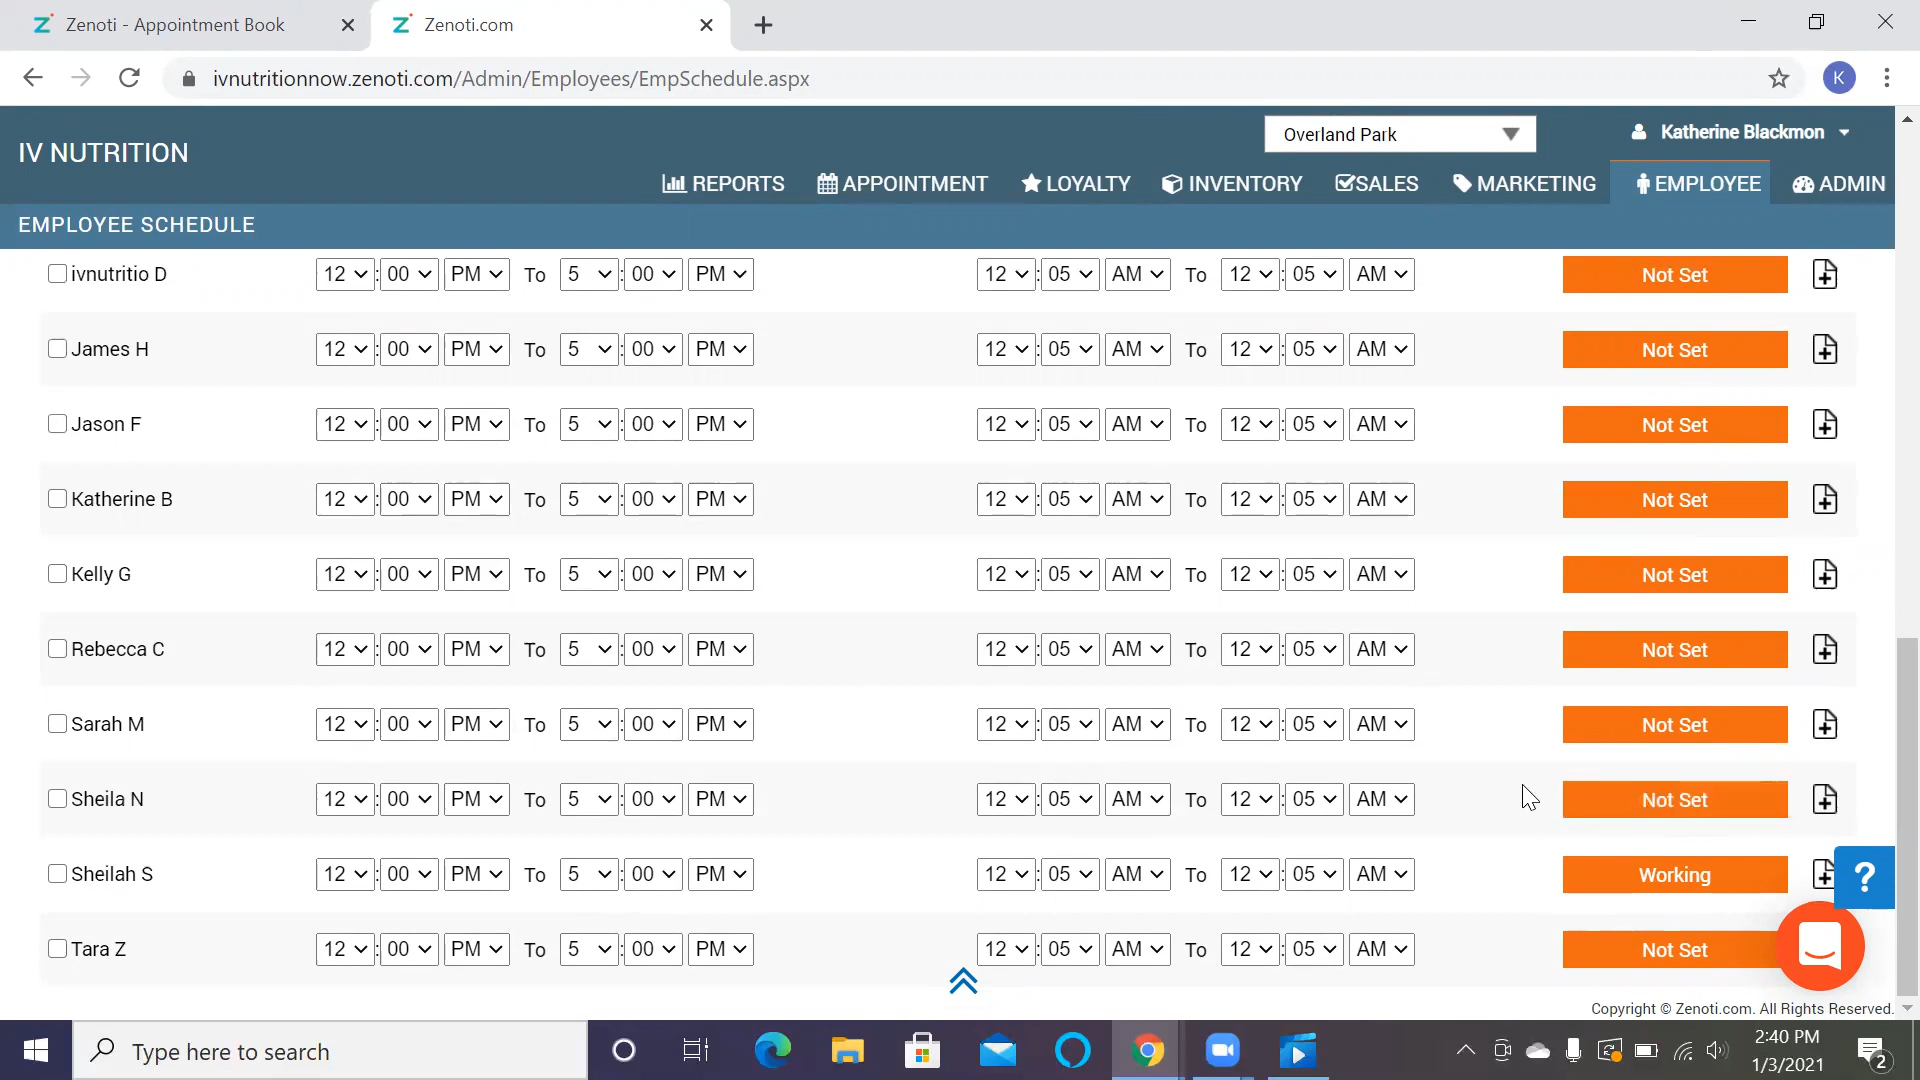 Zenoti - Appointment Book
Zenoti.com
ivnutritionnow.zenoti.com/Admin/Employees/EmpSchedule.aspx
K
IV NUTRITION
Overland Park
Katherine Blackmon
REPORTS APPOINTMENT LOYALTY INVENTORY SALES MARKETING EMPLOYEE ADMIN
EMPLOYEE SCHEDULE
ivnutritio D 12 : 00 PM To 5 : 00 PM 12 : 05 AM To 12 : 05 AM Not Set
James H 12 : 00 PM To 5 : 00 PM 12 : 05 AM To 12 : 05 AM Not Set
Jason F 12 : 00 PM To 5 : 00 PM 12 : 05 AM To 12 : 05 AM Not Set
Katherine B 12 : 00 PM To 5 : 00 PM 12 : 05 AM To 12 : 05 AM Not Set
Kelly G 12 : 00 PM To 5 : 00 PM 12 : 05 AM To 12 : 05 AM Not Set
Rebecca C 12 : 00 PM To 5 : 00 PM 12 : 05 AM To 12 : 05 AM Not Set
Sarah M 12 : 00 PM To 5 : 00 PM 12 : 05 AM To 12 : 05 AM Not Set
Sheila N 12 : 00 PM To 5 : 00 PM 12 : 05 AM To 12 : 05 AM Not Set
Sheilah S 12 : 00 PM To 5 : 00 PM 12 : 05 AM To 12 : 05 AM Working
?
Tara Z 12 : 00 PM To 5 : 00 PM 12 : 05 AM To 12 : 05 AM Not Set
Copyright © Zenoti.com. All Rights Reserved.
Type here to search
2:40 PM
1/3/2021
2